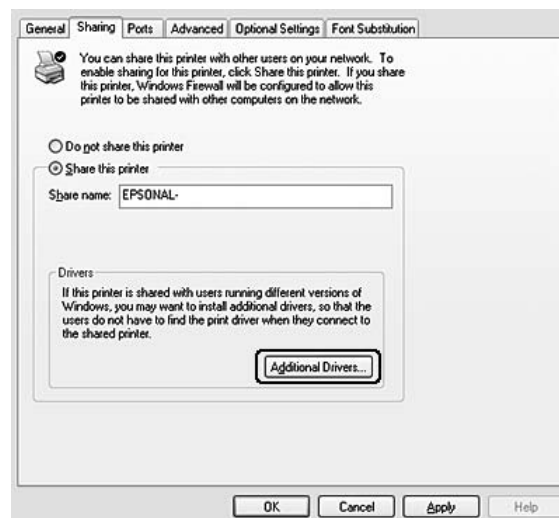 General Sharing Ports Advanced Optional Settings Font Substitution
You can share this printer with other users on your network. To
enable sharing for this printer, click Share this printer. If you share
this printer, Windows Firewall will be configured to allow this
printer to be shared with other computers on the network.
Do not share this printer
Share this printer
Share name: EPSONAL-
Drivers
If this printer is shared with users running different versions of
Windows, you may want to install additional drivers, so that the
users do not have to find the print driver when they connect to
the shared printer.
Additional Drivers...
OK Cancel Apply Help